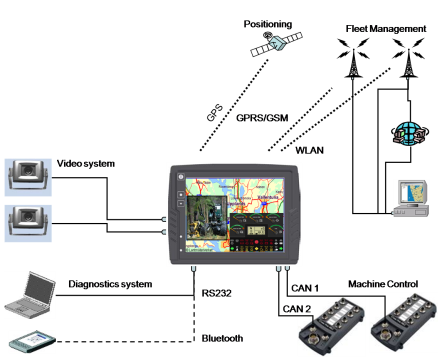 Positioning
Fleet Management
GPS
GPRS/GSM
WLAN
Video system
Diagnostics system
RS232
CAN 1
Machine Control
CAN 2
Bluetooth